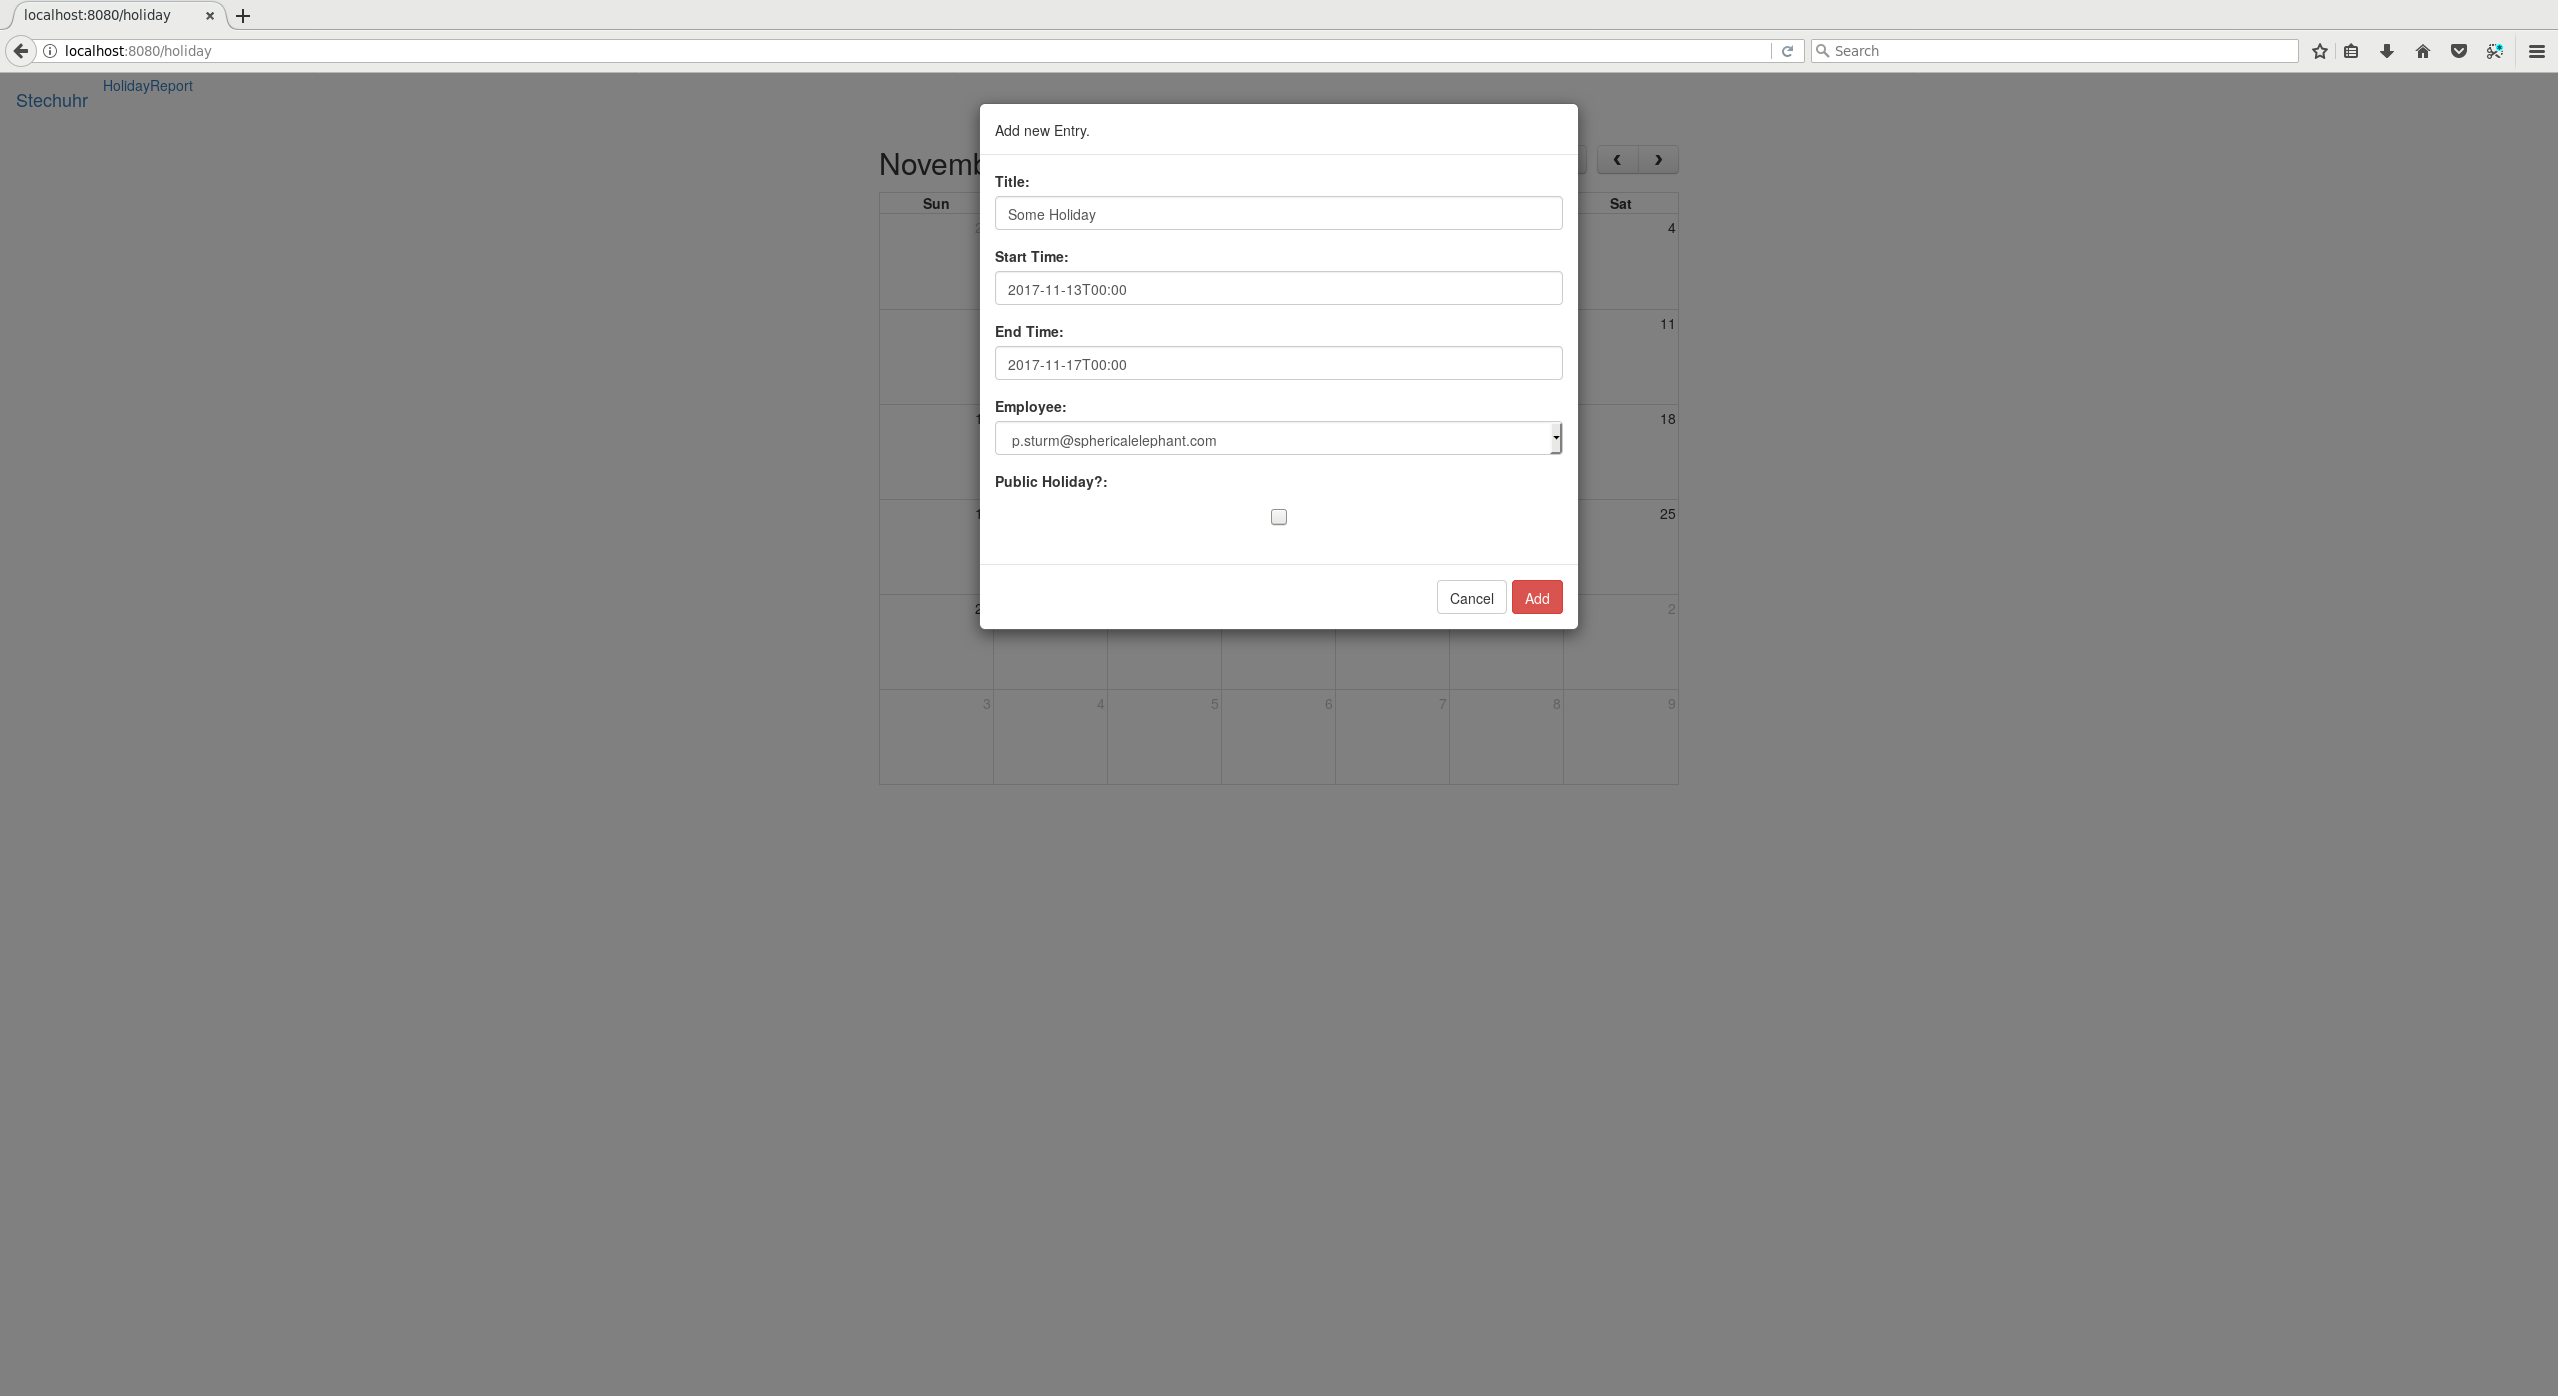 localhost:8080/holiday
localhost:8080/holiday
Search
Stechuhr
HolidayReport
Add new Entry.
Novemb
Title:
Some Holiday
Sun
Sat
4
Start Time:
2017-11-13T00:00
End Time:
2017-11-17T00:00
11
Employee:
p.sturm@sphericalelephant.com
18
Public Holiday?:
25
Cancel
Add
2
3 4 5 6 7 8 9